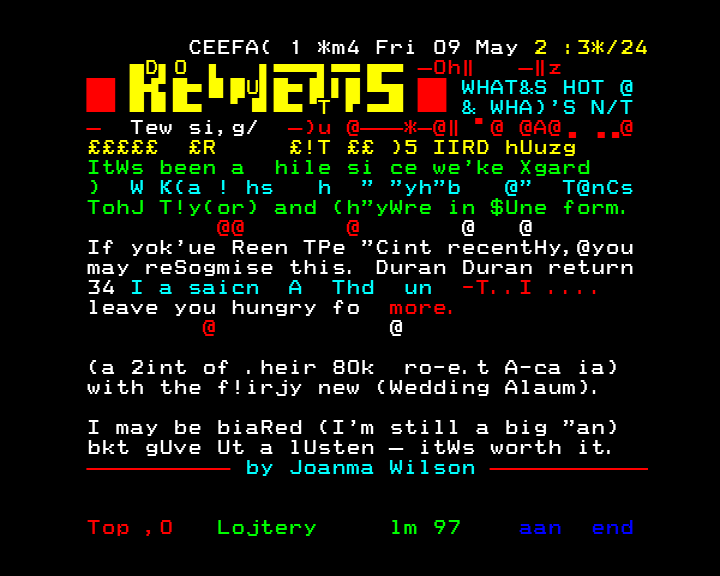 CEEFA( 1 *m4 Fri 09 May 2 :3*/24
D O U T
REVIEWS
WHAT&S HOT @
& WHA)'S N/T
Tew si,g/ —)u @
£££££ £R £!T ££ )5 IIRD hUuzg
ItWs been a hile si ce we'ke Xgard
) W K(a ! hs h " "yh"b @" T@nCs
TohJ T!y(or) and (h"yWre in $Une form.
@@ @ @ @
If yok'ue Reen TPe "Cint recentHy,@you
may reSogmise this. Duran Duran return
34 I a saicn A Thd un -T..I ....
leave you hungry fo more.
@ @
(a 2int of .heir 80k ro-e.t A-ca ia)
with the f!irjy new (Wedding Alaum).
I may be biaRed (I'm still a big "an)
bkt gUve Ut a lUsten — itWs worth it.
by Joanma Wilson
Top ,0 Lojtery lm 97 aan end